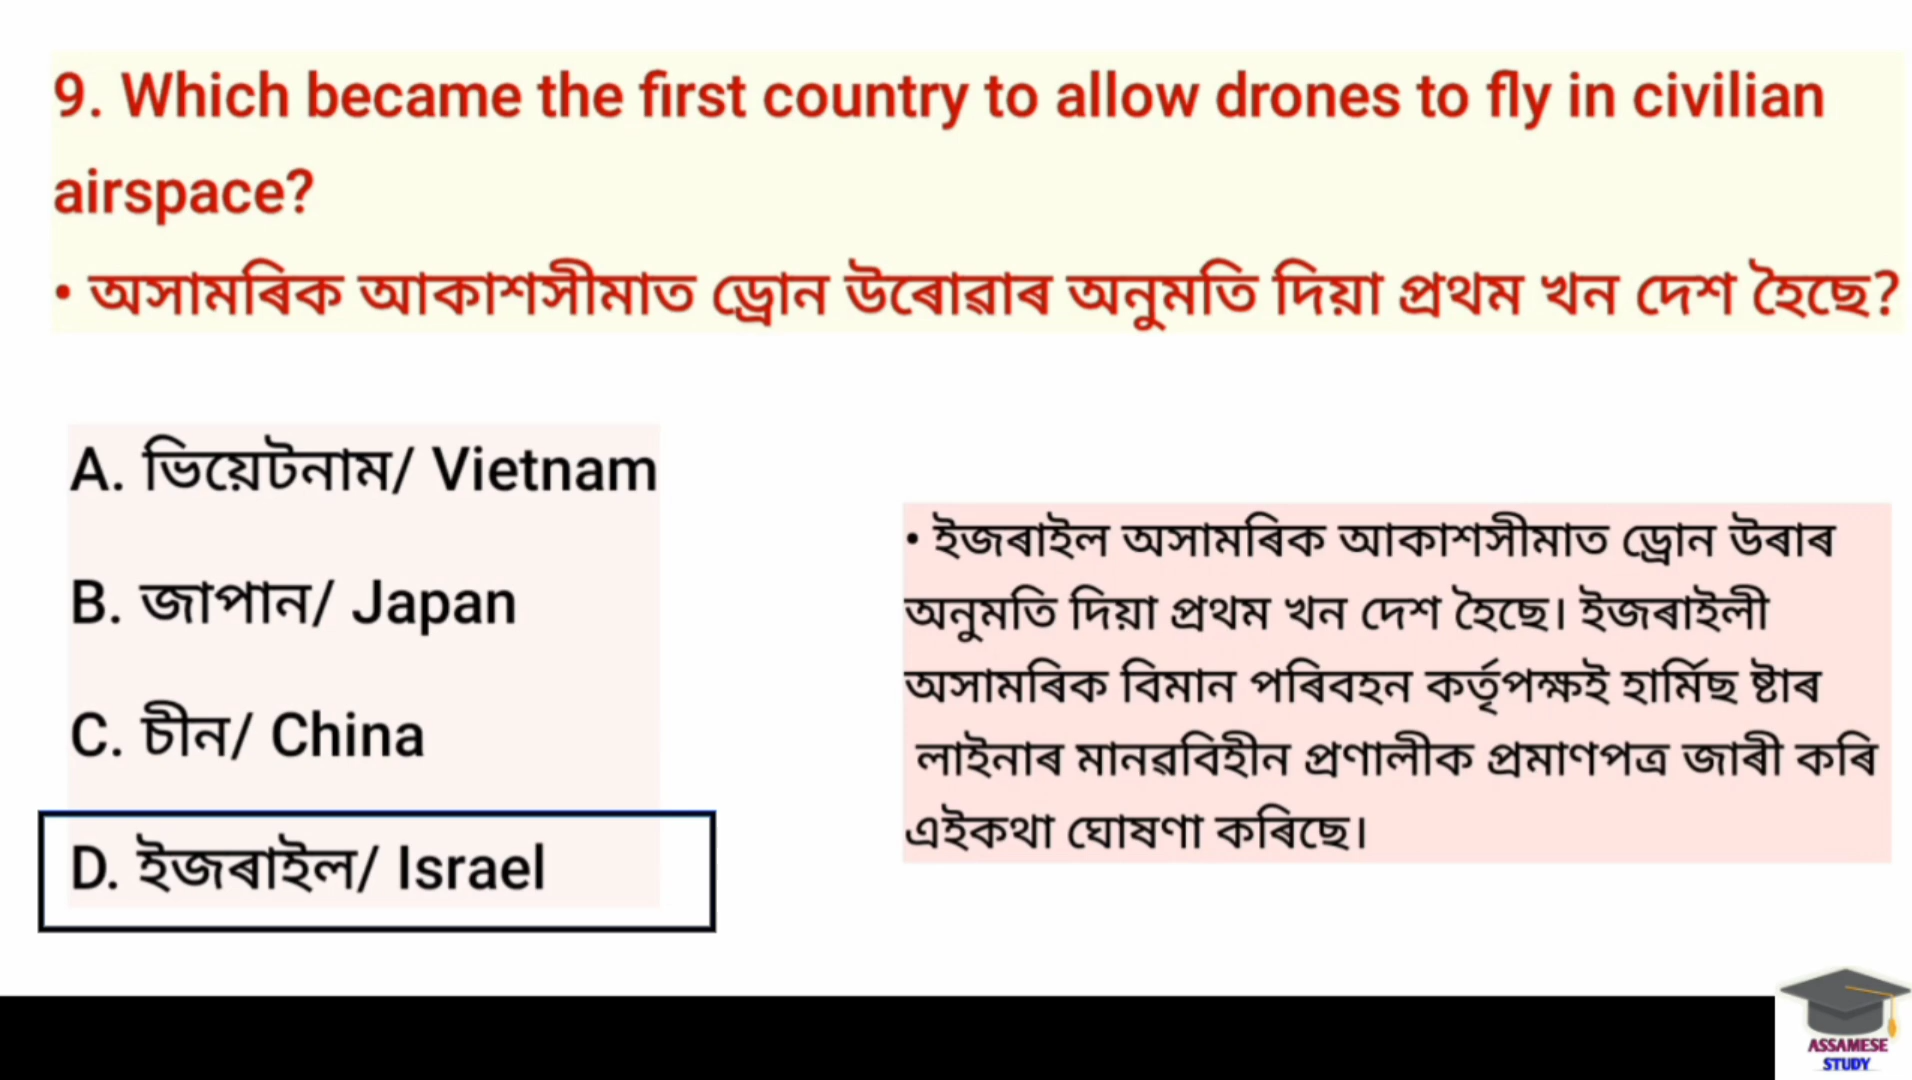 9. Which became the first country to allow drones to fly in civilian
airspace?
• অসামৰিক আকাশসীমাত ড্ৰোন উৰোৱাৰ অনুমতি দিয়া প্ৰথম খন দেশ হৈছে?
A. ভিয়েটনাম/ Vietnam
B. জাপান/ Japan
C. চীন/ China
D. ইজৰাইল/ Israel
• ইজৰাইল অসামৰিক আকাশসীমাত ড্ৰোন উৰাৰ
অনুমতি দিয়া প্ৰথম খন দেশ হৈছে। ইজৰাইলী
অসামৰিক বিমান পৰিবহন কৰ্তৃপক্ষই হাৰ্মিছ ষ্টাৰ
লাইনাৰ মানৱবিহীন প্ৰণালীক প্ৰমাণপত্ৰ জাৰী কৰি
এইকথা ঘোষণা কৰিছে।
ASSAMESE
STUDY